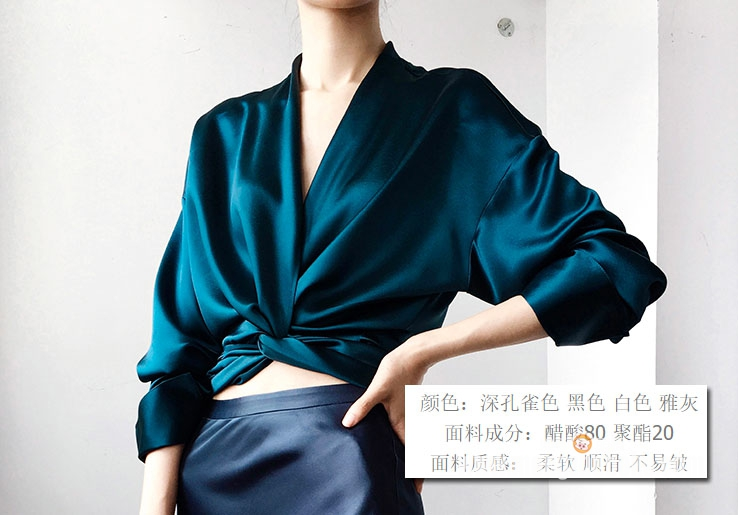 颜色：深孔雀色 黑色 白色 雅灰
面料成分：醋酸80 聚酯20
面料质感： 柔软 顺滑 不易皱